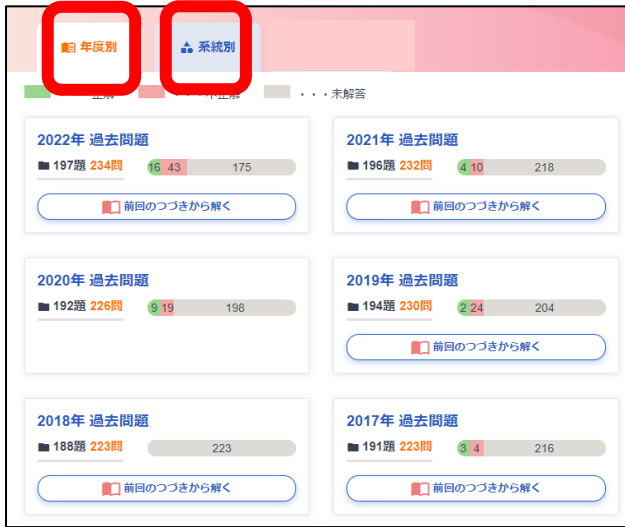 年度別
系統別
・・・未解答
2022年 過去問題
2021年 過去問題
197題 234問 16 43 175
196題 232問 4 10 218
前回のつづきから解く
前回のつづきから解く
2020年 過去問題
2019年 過去問題
192題 226問 9 19 198
194題 230問 2 24 204
前回のつづきから解く
2018年 過去問題
2017年 過去問題
188題 223問 223
191題 223問 3 4 216
前回のつづきから解く
前回のつづきから解く